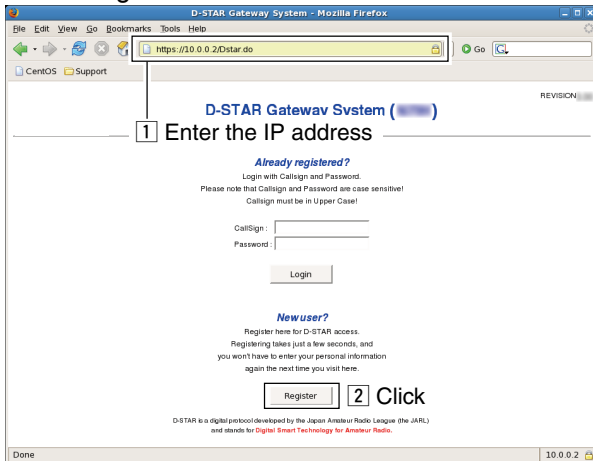 D-STAR Gateway System - Mozilla Firefox
File Edit View Go Bookmarks Tools Help
https://10.0.0.2/Dstar.do
Go
CentOS Support
REVISION
D-STAR Gateway System ( )
1 Enter the IP address
Already registered?
Login with Callsign and Password.
Please note that Callsign and Password are case sensitive!
Callsign must be in Upper Case!
CallSign :
Password :
Login
New user?
Register here for D-STAR access.
Registering takes just a few seconds, and
you won't have to enter your personal information
again the next time you visit here.
Register
2 Click
D-STAR is a digital protocol developed by the Japan Amateur Radio League (the JARL)
and stands for Digital Smart Technology for Amateur Radio.
Done
10.0.0.2